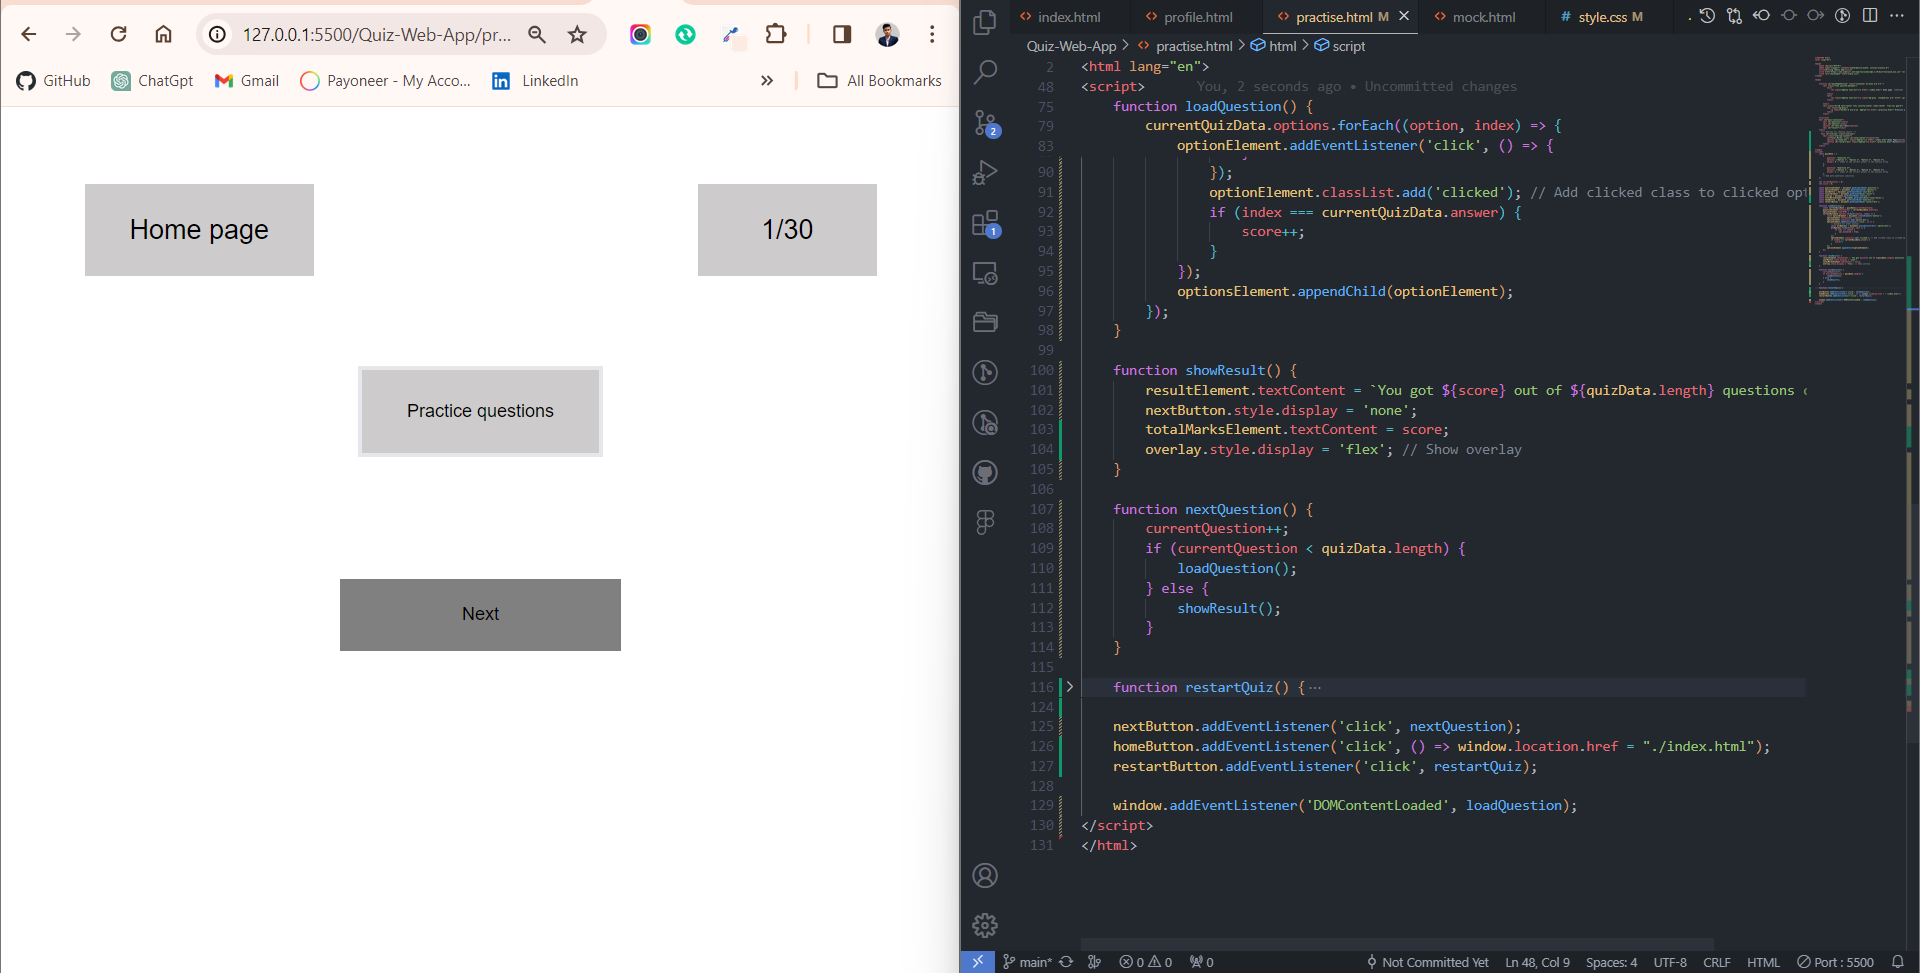 127.0.0.1:5500/Quiz-Web-App/pr...
GitHub
ChatGpt
Gmail
Payoneer - My Acco...
LinkedIn
»
All Bookmarks
Home page
1/30
Practice questions
Next
index.html
profile.html
practise.html M
mock.html
# style.css M
Quiz-Web-App > practise.html > html > script
2 <html lang="en">
48 <script> You, 2 seconds ago • Uncommitted changes
75 function loadQuestion() {
79 currentQuizData.options.forEach((option, index) => {
83 optionElement.addEventListener('click', () => {
90 });
91 optionElement.classList.add('clicked'); // Add clicked class to clicked opt
92 if (index === currentQuizData.answer) {
93 score++;
94 }
95 });
96 optionsElement.appendChild(optionElement);
97 });
98 }
99
100 function showResult() {
101 resultElement.textContent = `You got ${score} out of ${quizData.length} questions c
102 nextButton.style.display = 'none';
103 totalMarksElement.textContent = score;
104 overlay.style.display = 'flex'; // Show overlay
105 }
106
107 function nextQuestion() {
108 currentQuestion++;
109 if (currentQuestion < quizData.length) {
110 loadQuestion();
111 } else {
112 showResult();
113 }
114 }
115
116 function restartQuiz() { ···
124
125 nextButton.addEventListener('click', nextQuestion);
126 homeButton.addEventListener('click', () => window.location.href = "./index.html");
127 restartButton.addEventListener('click', restartQuiz);
128
129 window.addEventListener('DOMContentLoaded', loadQuestion);
130 </script>
131 </html>
2
1
main*
0 0
0
Not Committed Yet
Ln 48, Col 9
Spaces: 4
UTF-8
CRLF
HTML
Port : 5500